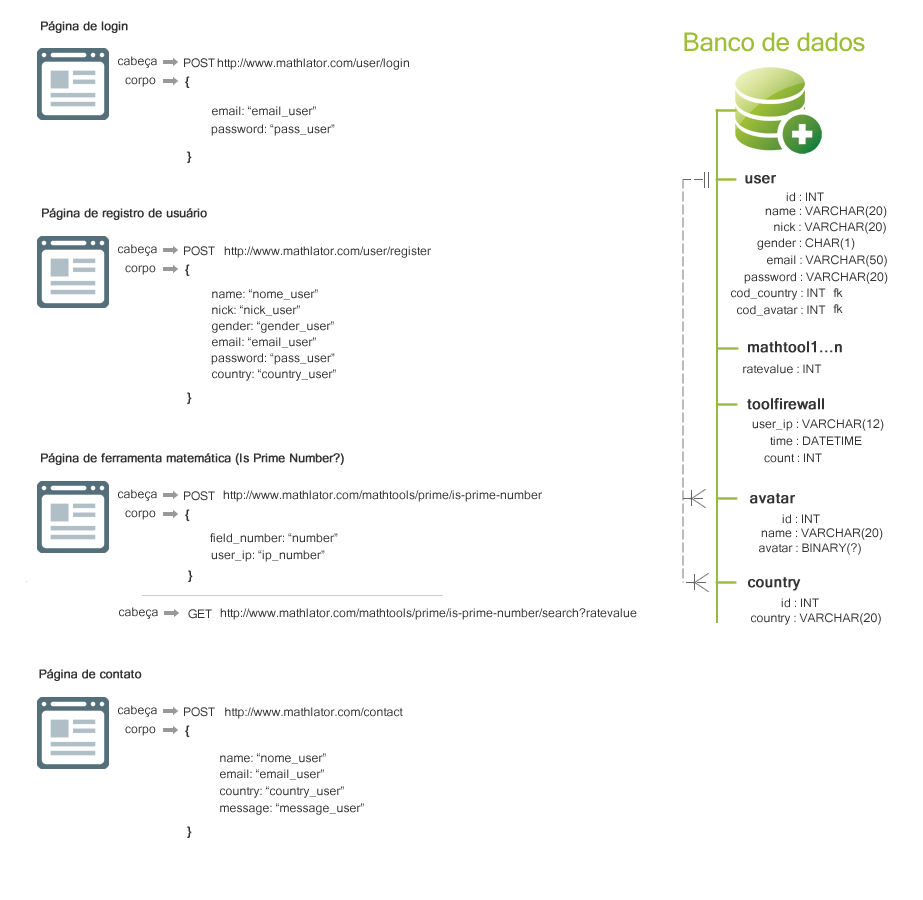 Página de login
cabeça POST http://www.mathlator.com/user/login
corpo {
email: “email_user”
password: “pass_user”
}
Página de registro de usuário
cabeça POST http://www.mathlator.com/user/register
corpo {
name: “nome_user”
nick: “nick_user”
gender: “gender_user”
email: “email_user”
password: “pass_user”
country: “country_user”
}
Página de ferramenta matemática (Is Prime Number?)
cabeça POST http://www.mathlator.com/mathtools/prime/is-prime-number
corpo {
field_number: “number”
user_ip: “ip_number”
}
cabeça GET http://www.mathlator.com/mathtools/prime/is-prime-number/search?ratevalue
Página de contato
cabeça POST http://www.mathlator.com/contact
corpo {
name: “nome_user”
email: “email_user”
country: “country_user”
message: “message_user”
}
Banco de dados
user
id : INT
name : VARCHAR(20)
nick : VARCHAR(20)
gender : CHAR(1)
email : VARCHAR(50)
password : VARCHAR(20)
cod_country : INT fk
cod_avatar : INT fk
mathtool1...n
ratevalue : INT
toolfirewall
user_ip : VARCHAR(12)
time : DATETIME
count : INT
avatar
id : INT
name : VARCHAR(20)
avatar : BINARY(?)
country
id : INT
country : VARCHAR(20)